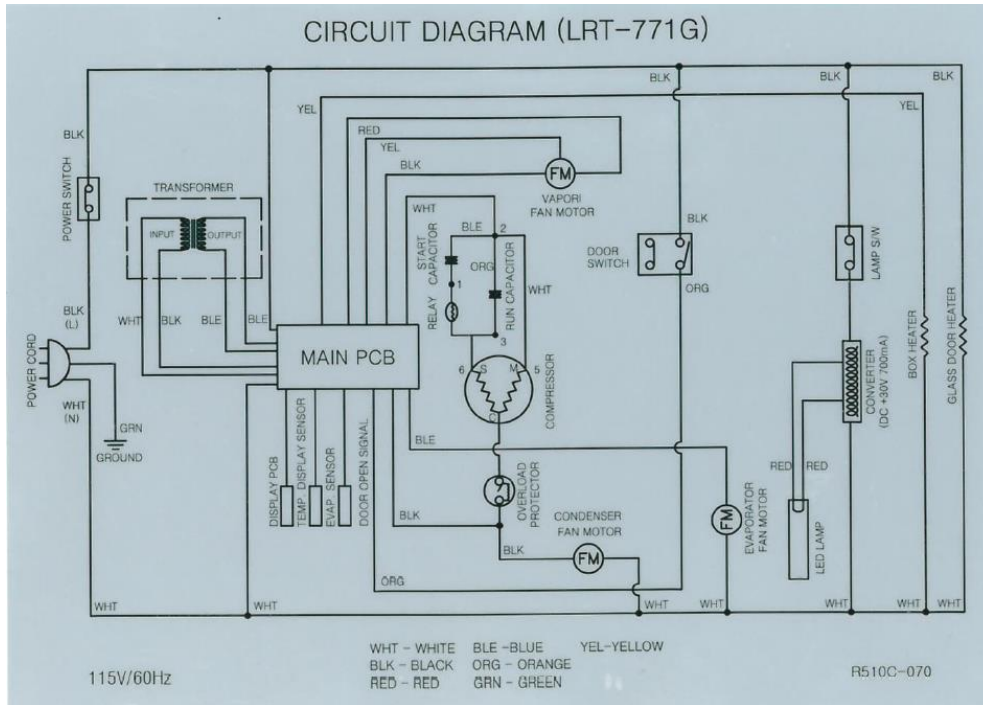 CIRCUIT DIAGRAM (LRT-771G)
BLK
BLK
BLK
YEL
YEL
RED
YEL
BLK
BLK
POWER SWITCH
TRANSFORMER
INPUT
OUTPUT
FM
VAPORI
FAN MOTOR
WHT
BLE
2
START
CAPACITOR
ORG
1
RELAY
RUN CAPACITOR
WHT
3
BLK
DOOR
SWITCH
ORG
LAMP S/W
BLK
(L)
WHT
BLK
BLE
BLE
MAIN PCB
6
S
M
5
C
COMPRESSOR
CONVERTER
(DC +30V 700mA)
BOX HEATER
GLASS DOOR HEATER
POWER CORD
WHT
(N)
GRN
GROUND
BLE
RED
RED
DISPLAY PCB
TEMP. DISPLAY SENSOR
EVAP. SENSOR
DOOR OPEN SIGNAL
BLK
OVERLOAD
PROTECTOR
CONDENSER
FAN MOTOR
BLK
FM
FM
EVAPORATOR
FAN MOTOR
LED LAMP
ORG
WHT
WHT
WHT
WHT
WHT
WHT
WHT
WHT - WHITE BLE -BLUE YEL-YELLOW
BLK - BLACK ORG - ORANGE
RED - RED GRN - GREEN
115V/60Hz
R510C-070